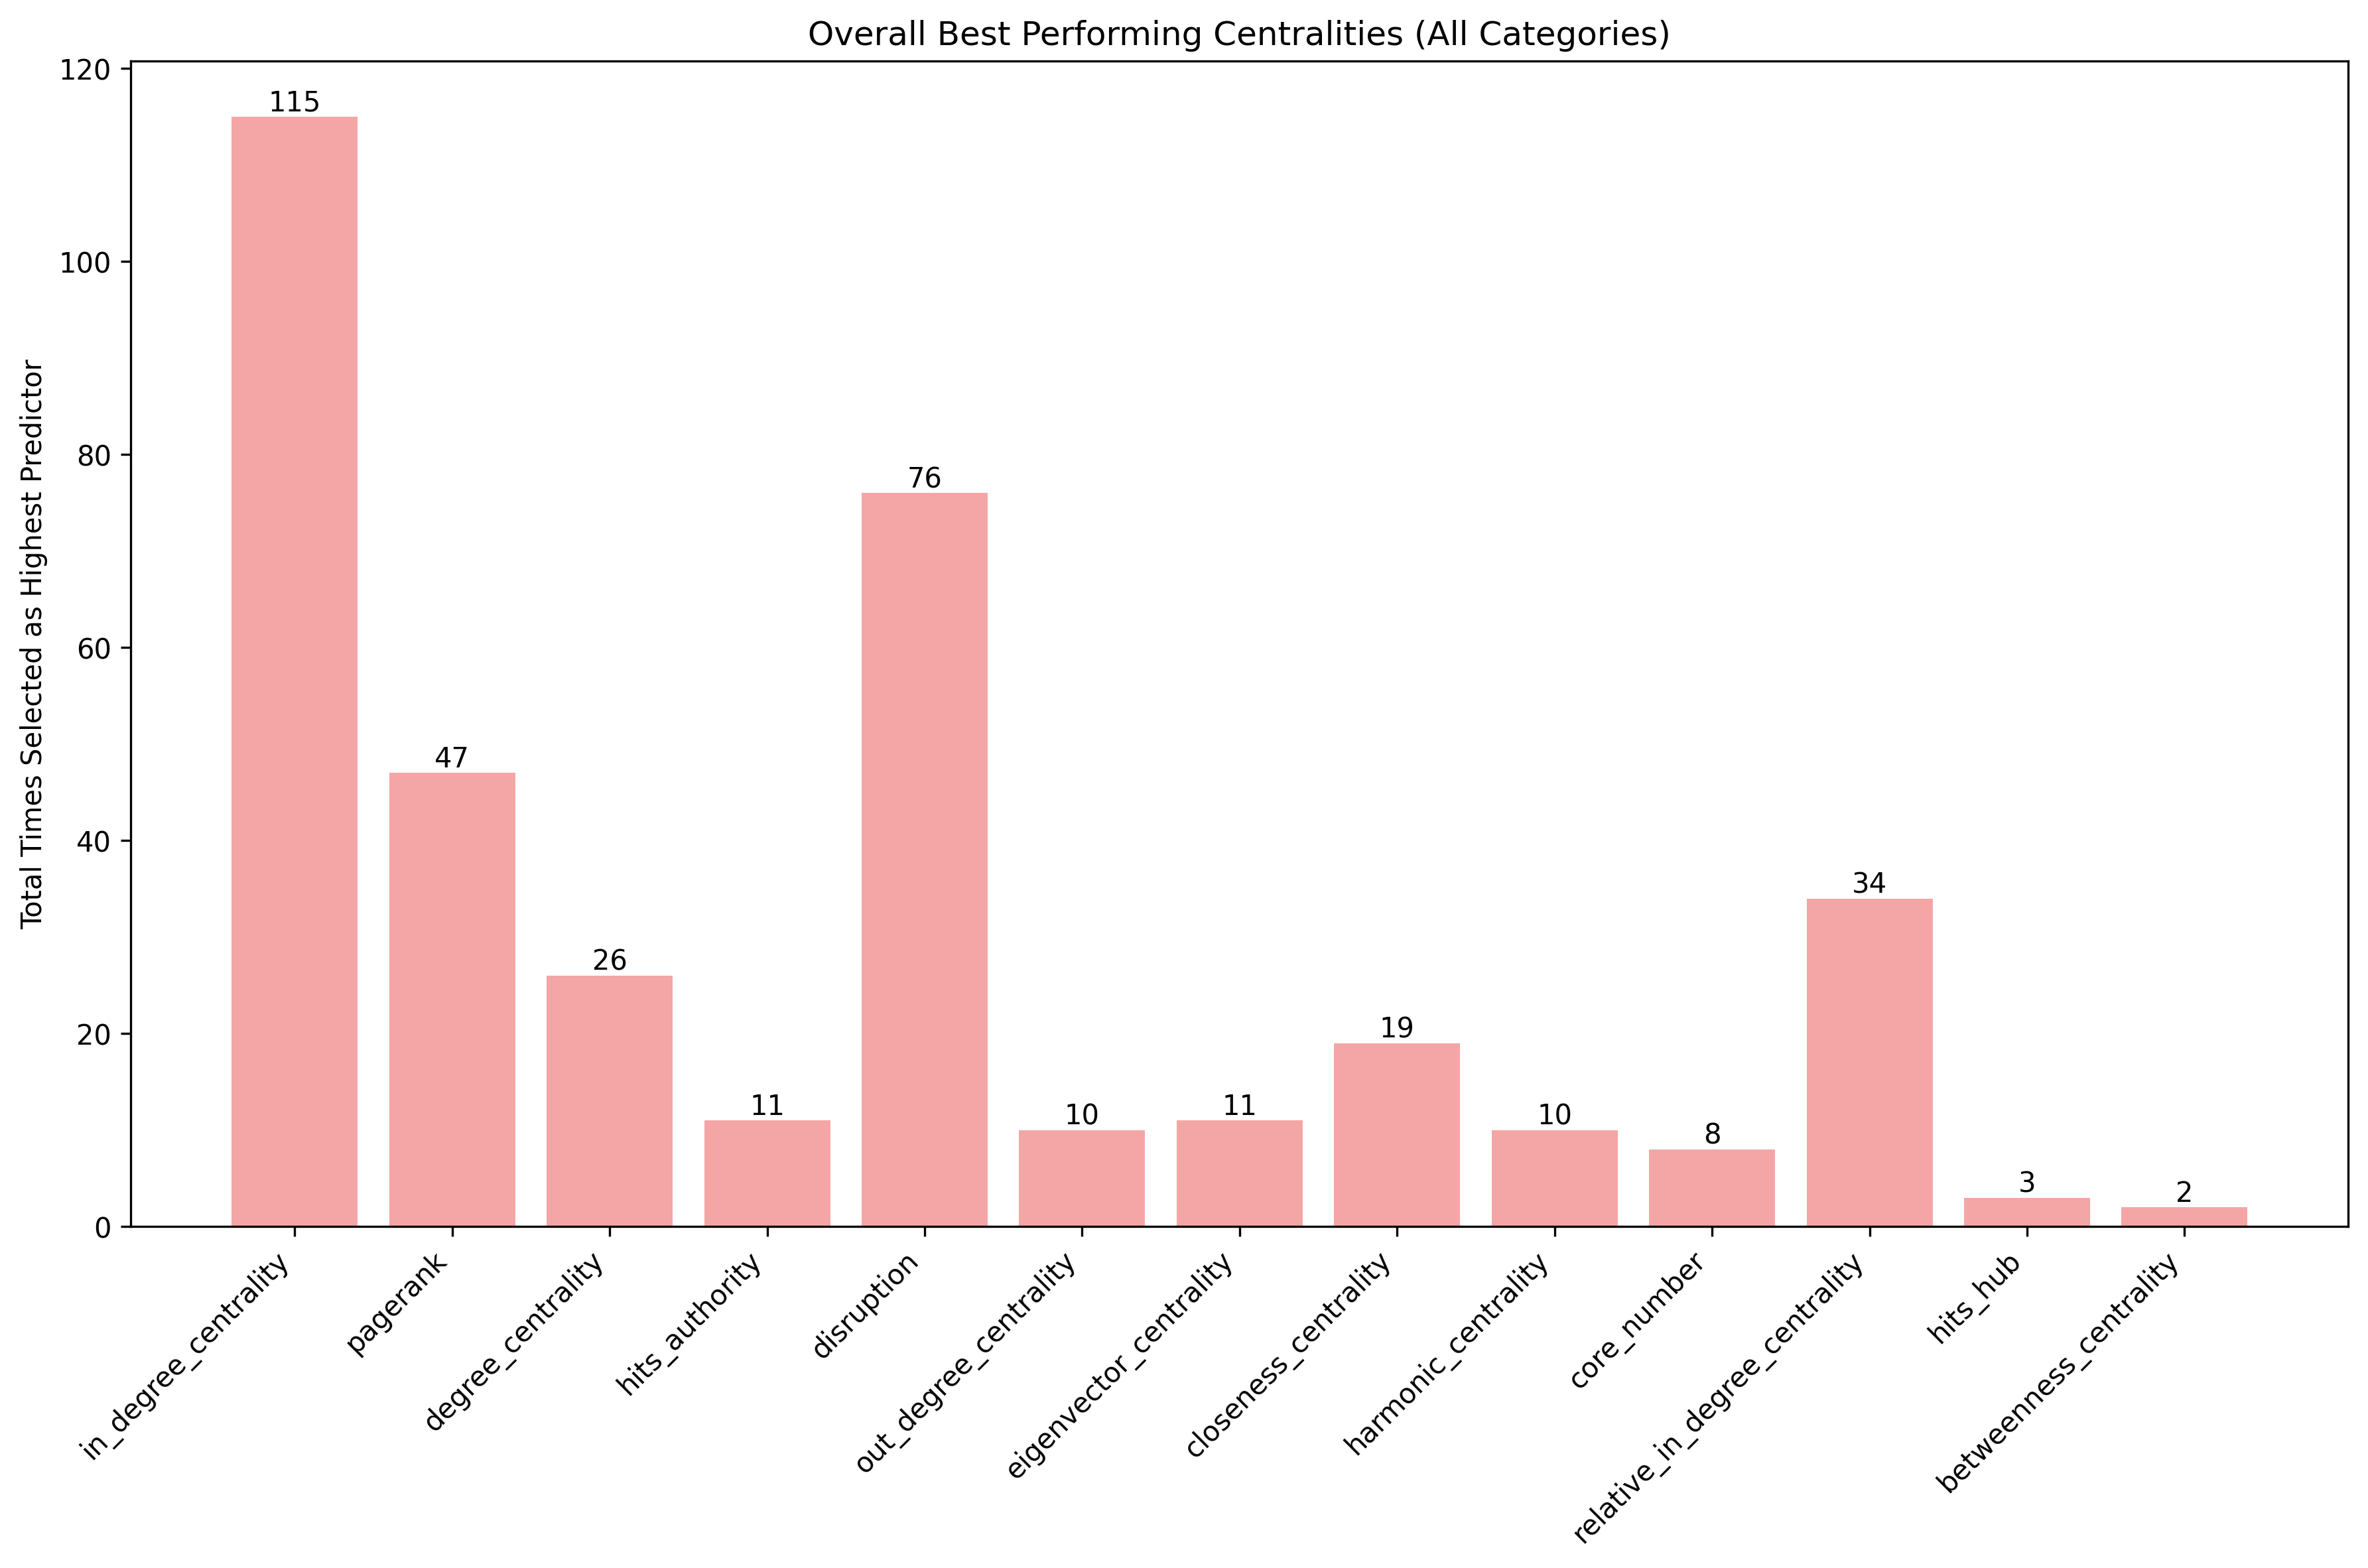 Overall Best Performing Centralities (All Categories)
Total Times Selected as Highest Predictor
120
100
80
60
40
20
0
115
47
26
11
76
10
11
19
10
8
34
3
2
in_degree_centrality
pagerank
degree_centrality
hits_authority
disruption
out_degree_centrality
eigenvector_centrality
closeness_centrality
harmonic_centrality
core_number
relative_in_degree_centrality
hits_hub
betweenness_centrality